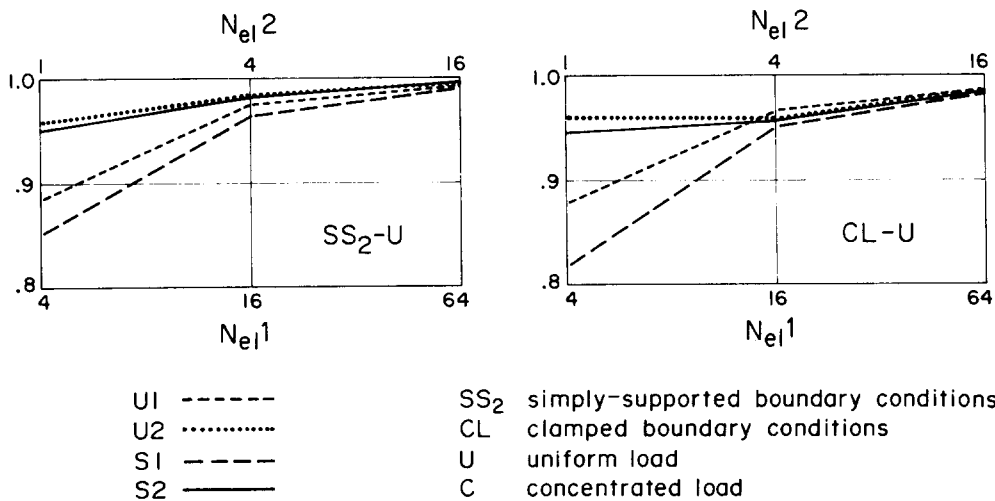 Nel2
Nel2
1 4 16
1 4 16
1.0
1.0
.9
.9
SS2-U
CL-U
.8
.8
4 16 64
4 16 64
Nel1
Nel1
U1
U2
S1
S2
SS2 simply-supported boundary conditions
CL clamped boundary conditions
U uniform load
C concentrated load